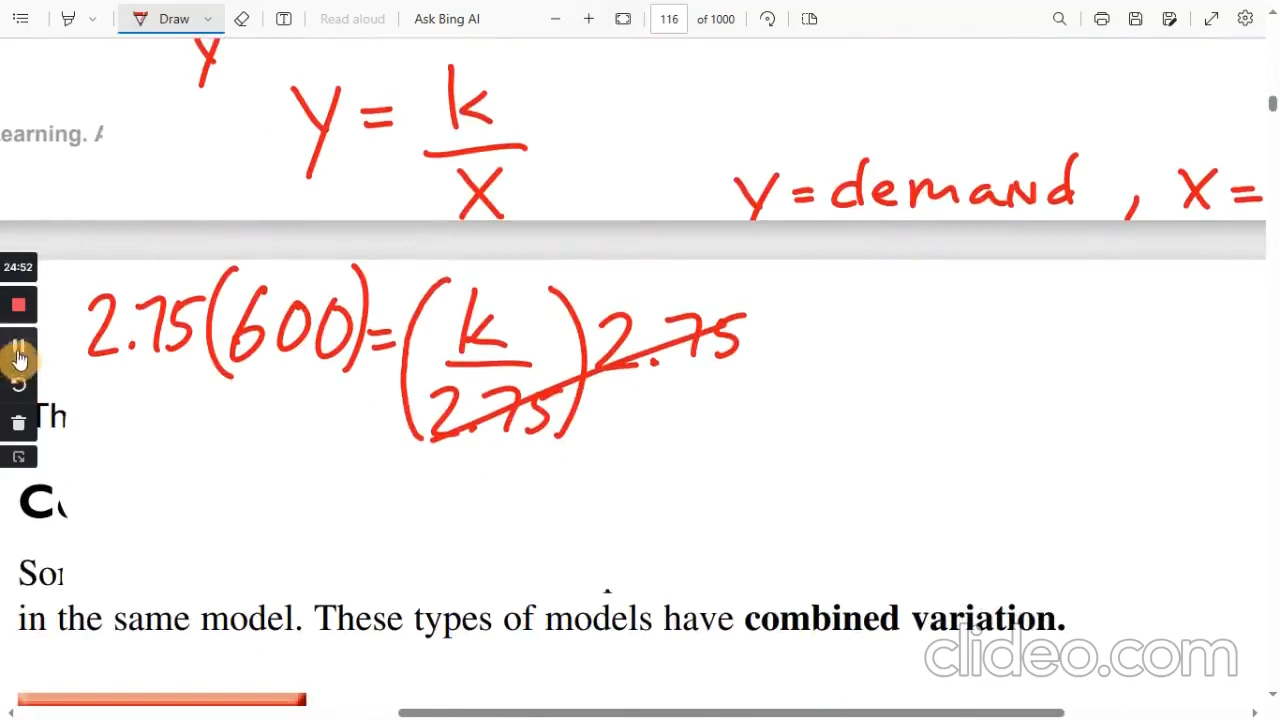 Draw
Read aloud
Ask Bing AI
116 of 1000
y
y = k/x
earning. A
y = demand , x =
24:52
2.75(600) = (k/2.75) 2.75
Th
C
Sor
in the same model. These types of models have combined variation.
clideo.com